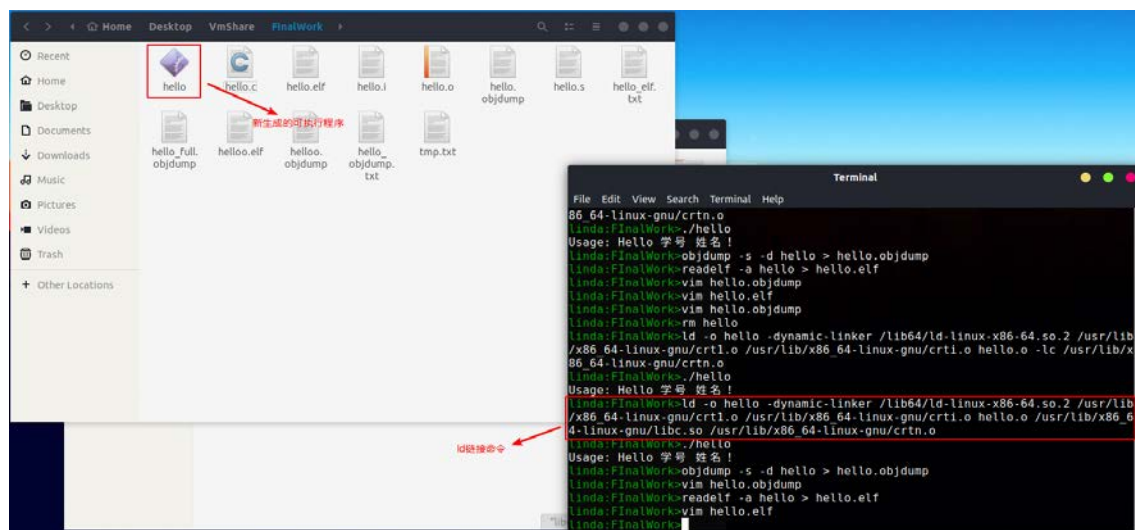 Home Desktop VmShare FInalWork
Recent
Home
Desktop
Documents
Downloads
Music
Pictures
Videos
Trash
+ Other Locations
hello
hello.c
hello.elf
hello.i
hello.o
hello.
objdump
hello.s
hello_elf.
txt
新生成的可执行程序
hello_full.
objdump
helloo.elf
helloo.
objdump
hello_
objdump.
txt
tmp.txt
Terminal
File Edit View Search Terminal Help
86_64-linux-gnu/crtn.o
linda:FInalWork>./hello
Usage: Hello 学号 姓名！
linda:FInalWork>objdump -s -d hello > hello.objdump
linda:FInalWork>readelf -a hello > hello.elf
linda:FInalWork>vim hello.objdump
linda:FInalWork>vim hello.elf
linda:FInalWork>vim hello.objdump
linda:FInalWork>rm hello
linda:FInalWork>ld -o hello -dynamic-linker /lib64/ld-linux-x86-64.so.2 /usr/lib
/x86_64-linux-gnu/crt1.o /usr/lib/x86_64-linux-gnu/crti.o hello.o -lc /usr/lib/x
86_64-linux-gnu/crtn.o
linda:FInalWork>./hello
Usage: Hello 学号 姓名！
linda:FInalWork>ld -o hello -dynamic-linker /lib64/ld-linux-x86-64.so.2 /usr/lib
/x86_64-linux-gnu/crt1.o /usr/lib/x86_64-linux-gnu/crti.o hello.o /usr/lib/x86_6
4-linux-gnu/libc.so /usr/lib/x86_64-linux-gnu/crtn.o
linda:FInalWork>./hello
Usage: Hello 学号 姓名！
linda:FInalWork>objdump -s -d hello > hello.objdump
linda:FInalWork>vim hello.objdump
linda:FInalWork>readelf -a hello > hello.elf
linda:FInalWork>vim hello.elf
linda:FInalWork>
ld链接命令